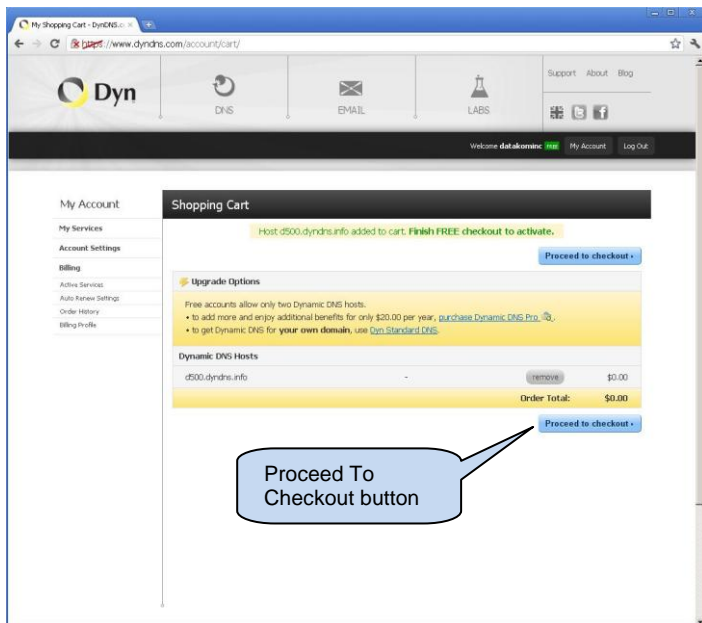 My Shopping Cart - DynDNS.c
https://www.dyndns.com/account/cart/
Dyn
DNS
EMAIL
LABS
Support About Blog
Welcome datakominc FREE My Account Log Out
My Account
My Services
Account Settings
Billing
Active Services
Auto Renew Settings
Order History
Billing Profile
Shopping Cart
Host d500.dyndns.info added to cart. Finish FREE checkout to activate.
Proceed to checkout
Upgrade Options
Free accounts allow only two Dynamic DNS hosts.
• to add more and enjoy additional benefits for only $20.00 per year, purchase Dynamic DNS Pro.
• to get Dynamic DNS for your own domain, use Dyn Standard DNS.
Dynamic DNS Hosts
d500.dyndns.info - remove $0.00
Order Total: $0.00
Proceed to checkout
Proceed To
Checkout button